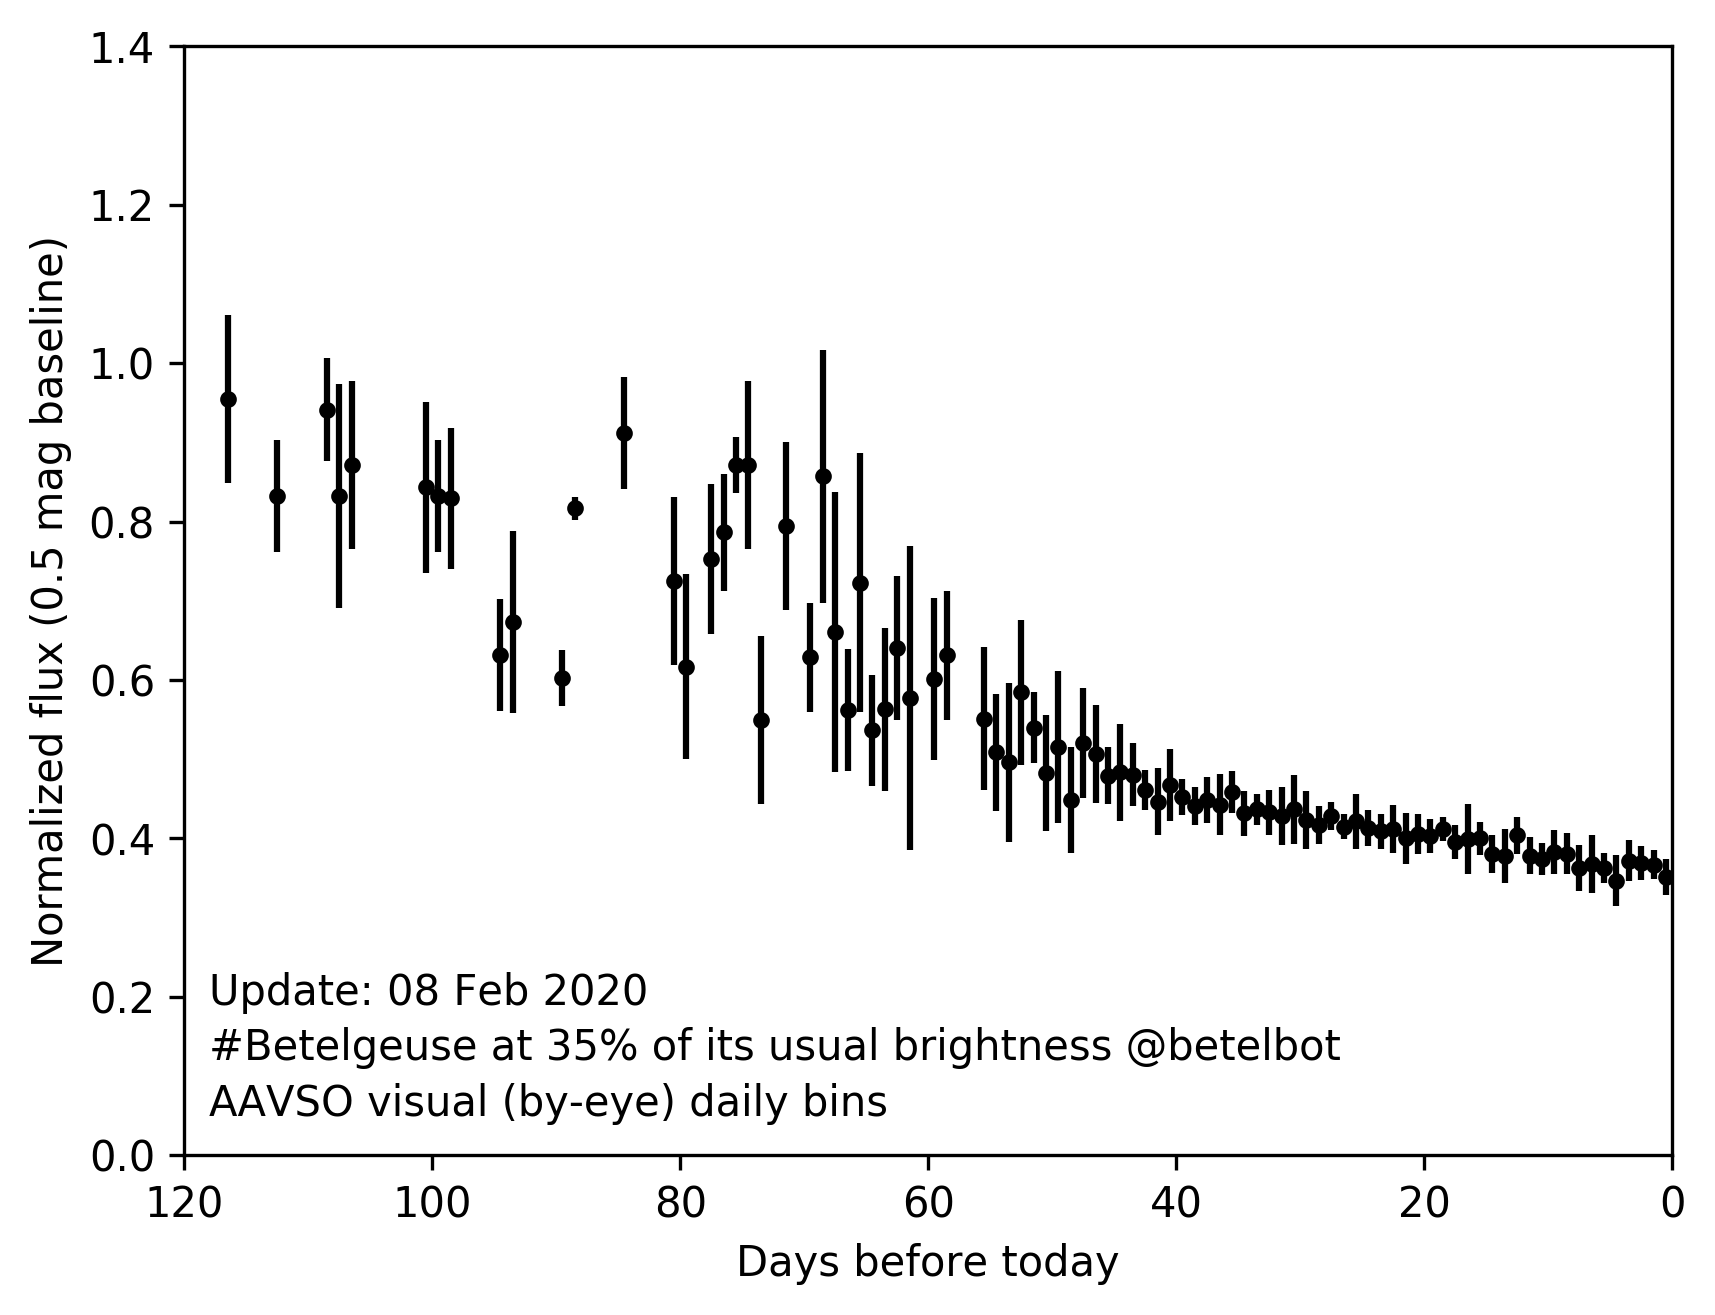 1.4
1.2
1.0
0.8
0.6
0.4
0.2
0.0
Normalized flux (0.5 mag baseline)
Update: 08 Feb 2020
#Betelgeuse at 35% of its usual brightness @betelbot
AAVSO visual (by-eye) daily bins
120 100 80 60 40 20 0
Days before today